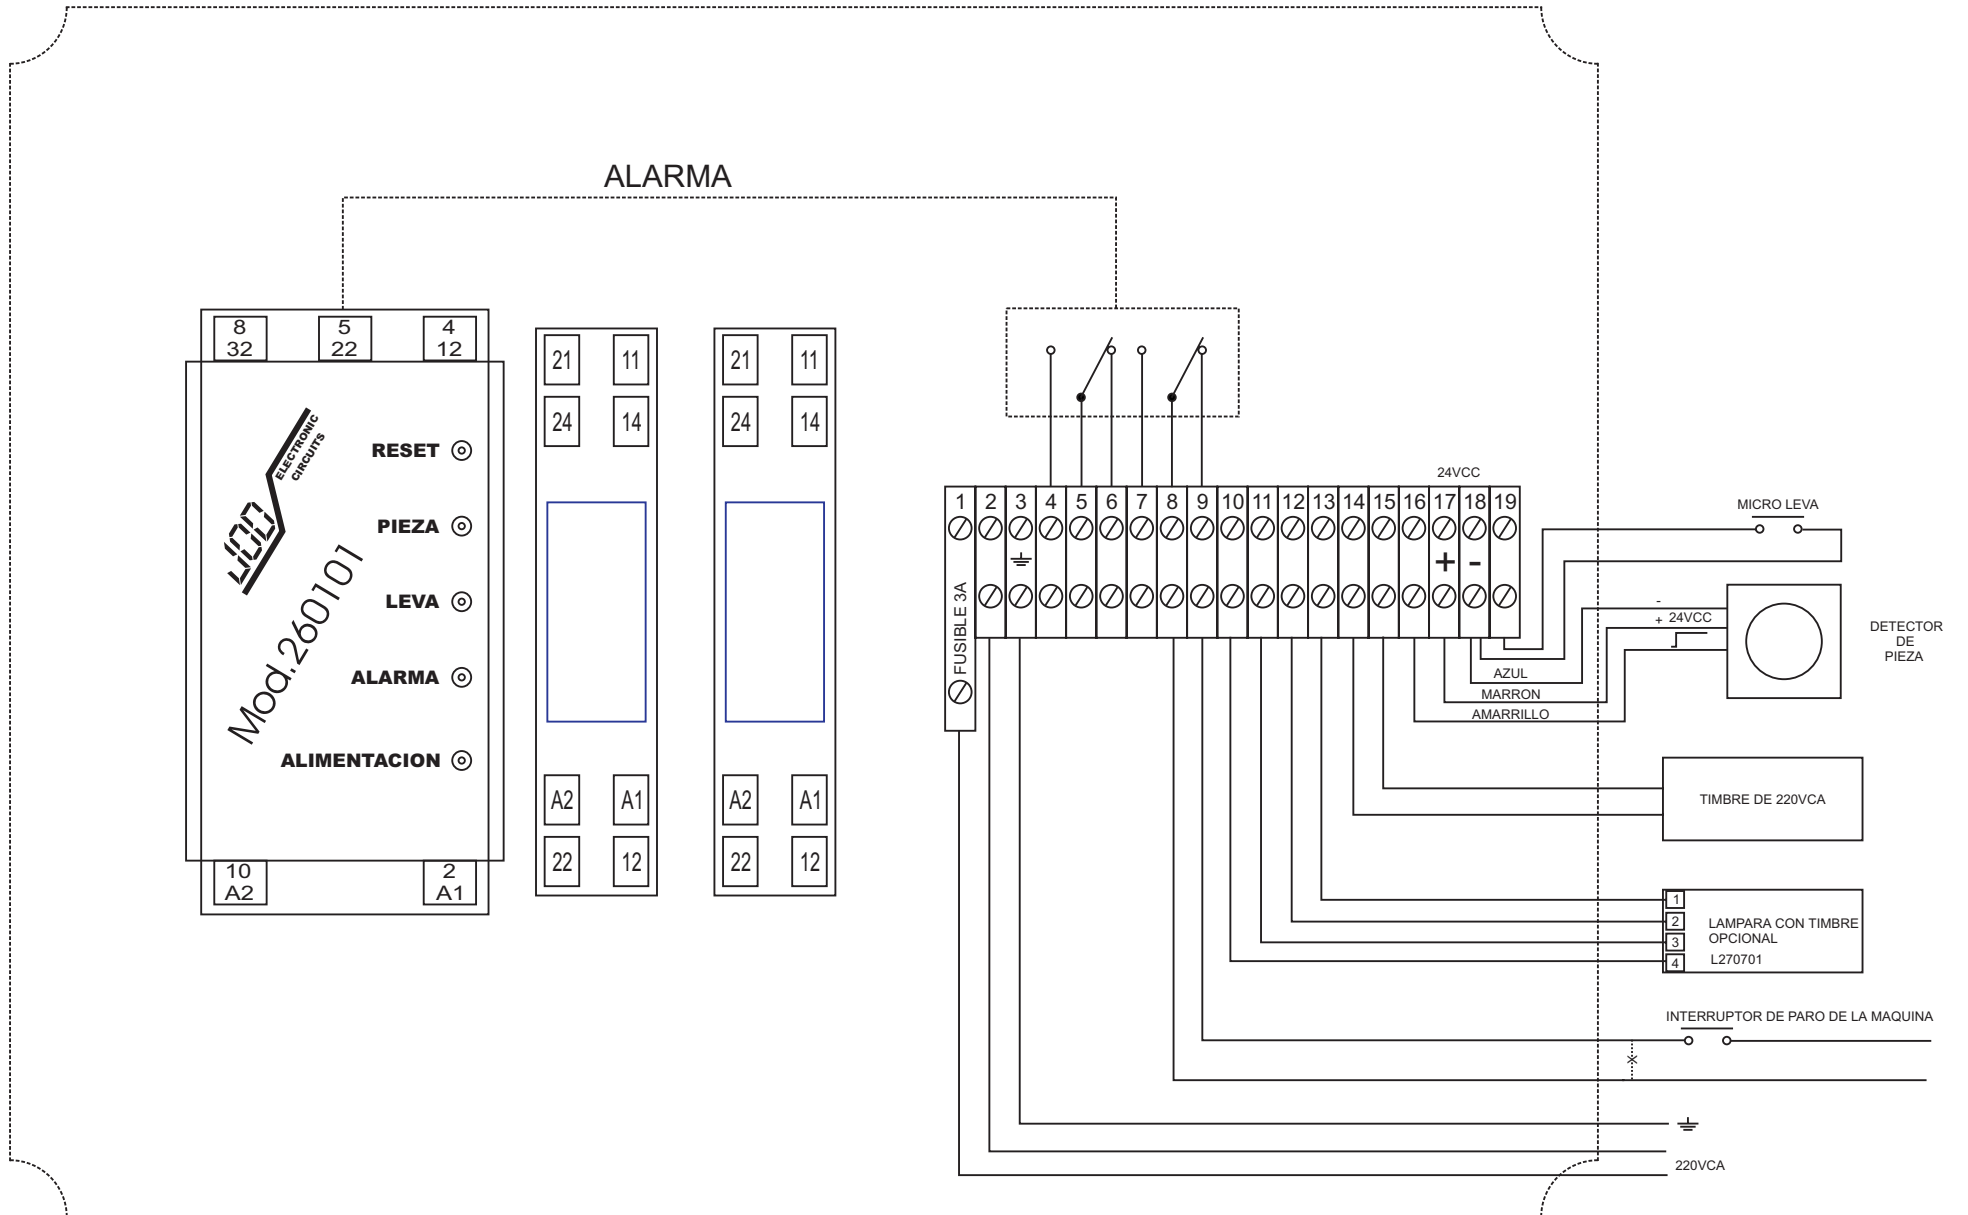 ALARMA
8
32
5
22
4
12
ELECTRONIC
CIRCUITS
JDD
Mod.260101
RESET
PIEZA
LEVA
ALARMA
ALIMENTACION
10
A2
2
A1
21 11
24 14
A2 A1
22 12
21 11
24 14
A2 A1
22 12
24VCC
1 2 3 4 5 6 7 8 9 10 11 12 13 14 15 16 17 18 19
+ -
FUSIBLE 3A
MICRO LEVA
-
+ 24VCC
DETECTOR
DE
PIEZA
AZUL
MARRON
AMARRILLO
TIMBRE DE 220VCA
1
2
3
4
LAMPARA CON TIMBRE
OPCIONAL
L270701
INTERRUPTOR DE PARO DE LA MAQUINA
220VCA